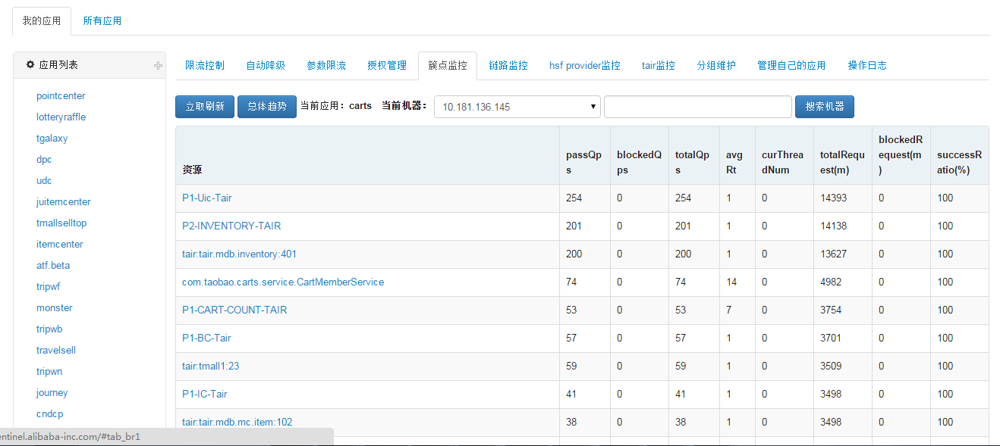 我的应用 所有应用
应用列表
pointcenter
lotteryraffle
tgalaxy
dpc
udc
juitemcenter
tmallselltop
itemcenter
atf.beta
tripwf
monster
tripwb
travelsell
tripwn
journey
cndcp
限流控制 自动降级 参数限流 授权管理 簇点监控 链路监控 hsf provider监控 tair监控 分组维护 管理自己的应用 操作日志
立取刷新 总体趋势 当前应用：carts 当前机器： 10.181.136.145 搜索机器
资源 passQps blockedQps totalQps avgRt curThreadNum totalRequest(m) blockedRequest(m) successRatio(%)
P1-Uic-Tair 254 0 254 1 0 14393 0 100
P2-INVENTORY-TAIR 201 0 201 1 0 14138 0 100
tair:tair.mdb.inventory:401 200 0 200 1 0 13627 0 100
com.taobao.carts.service.CartMemberService 74 0 74 14 0 4982 0 100
P1-CART-COUNT-TAIR 53 0 53 7 0 3754 0 100
P1-BC-Tair 57 0 57 1 0 3701 0 100
tair:tmall1:23 59 0 59 1 0 3509 0 100
P1-IC-Tair 41 0 41 1 0 3498 0 100
tair:tair.mdb.mc.item:102 38 0 38 1 0 3498 0 100
entinel.alibaba-inc.com/#tab_br1